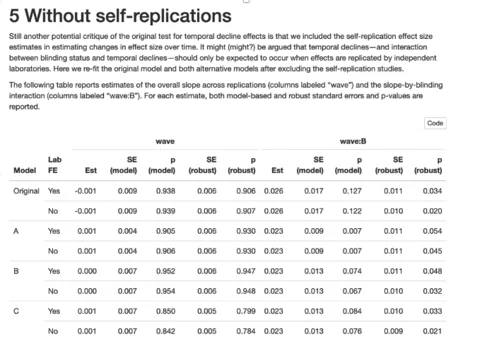 5 Without self-replications
Still another potential critique of the original test for temporal decline effects is that we included the self-replication effect size
estimates in estimating changes in effect size over time. It might (might?) be argued that temporal declines—and interaction
between blinding status and temporal declines—should only be expected to occur when effects are replicated by independent
laboratories. Here we re-fit the original model and both alternative models after excluding the self-replication studies.
The following table reports estimates of the overall slope across replications (columns labeled “wave”) and the slope-by-blinding
interaction (columns labeled “wave:B”). For each estimate, both model-based and robust standard errors and p-values are
reported.
Code
wave wave:B
Lab SE p SE p SE p SE p
Model FE Est (model) (model) (robust) (robust) Est (model) (model) (robust) (robust)
Original Yes -0.001 0.009 0.938 0.006 0.906 0.026 0.017 0.127 0.011 0.034
No -0.001 0.009 0.939 0.006 0.907 0.026 0.017 0.122 0.010 0.020
A Yes 0.001 0.004 0.905 0.006 0.930 0.023 0.009 0.007 0.011 0.054
No 0.001 0.004 0.906 0.006 0.930 0.023 0.009 0.007 0.011 0.045
B Yes 0.000 0.007 0.952 0.006 0.947 0.023 0.013 0.074 0.011 0.048
No 0.000 0.007 0.954 0.006 0.948 0.023 0.013 0.067 0.010 0.032
C Yes 0.001 0.007 0.850 0.005 0.799 0.023 0.013 0.084 0.010 0.033
No 0.001 0.007 0.842 0.005 0.784 0.023 0.013 0.076 0.009 0.021